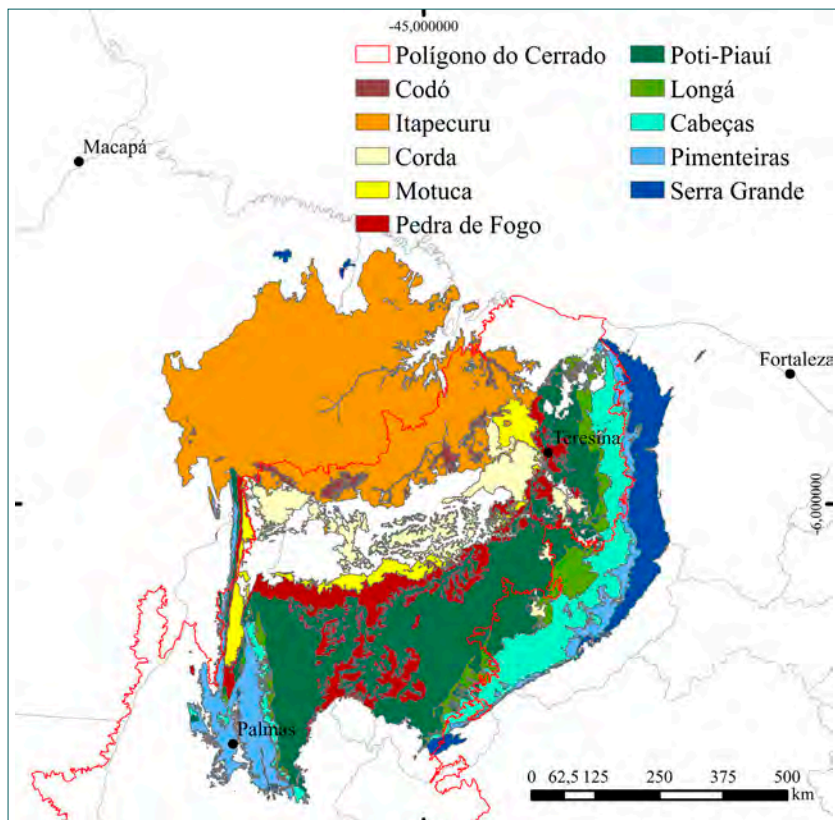 -45,000000
Polígono do Cerrado
Codó
Itapecuru
Corda
Motuca
Pedra de Fogo
Poti-Piauí
Longá
Cabeças
Pimenteiras
Serra Grande
Macapá
Fortaleza
Teresina
-6,000000
Palmas
0 62,5 125 250 375 500
km